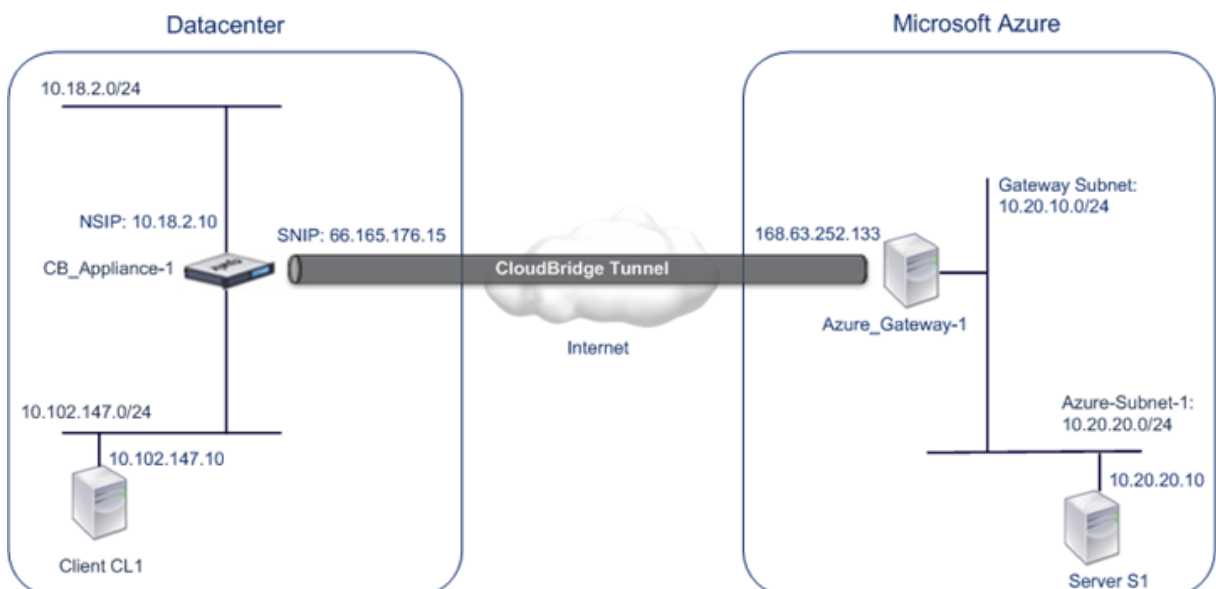 Datacenter
10.18.2.0/24
NSIP: 10.18.2.10
CB_Appliance-1
SNIP: 66.165.176.15
10.102.147.0/24
10.102.147.10
Client CL1
CloudBridge Tunnel
Internet
Microsoft Azure
168.63.252.133
Azure_Gateway-1
Gateway Subnet:
10.20.10.0/24
Azure-Subnet-1:
10.20.20.0/24
10.20.20.10
Server S1